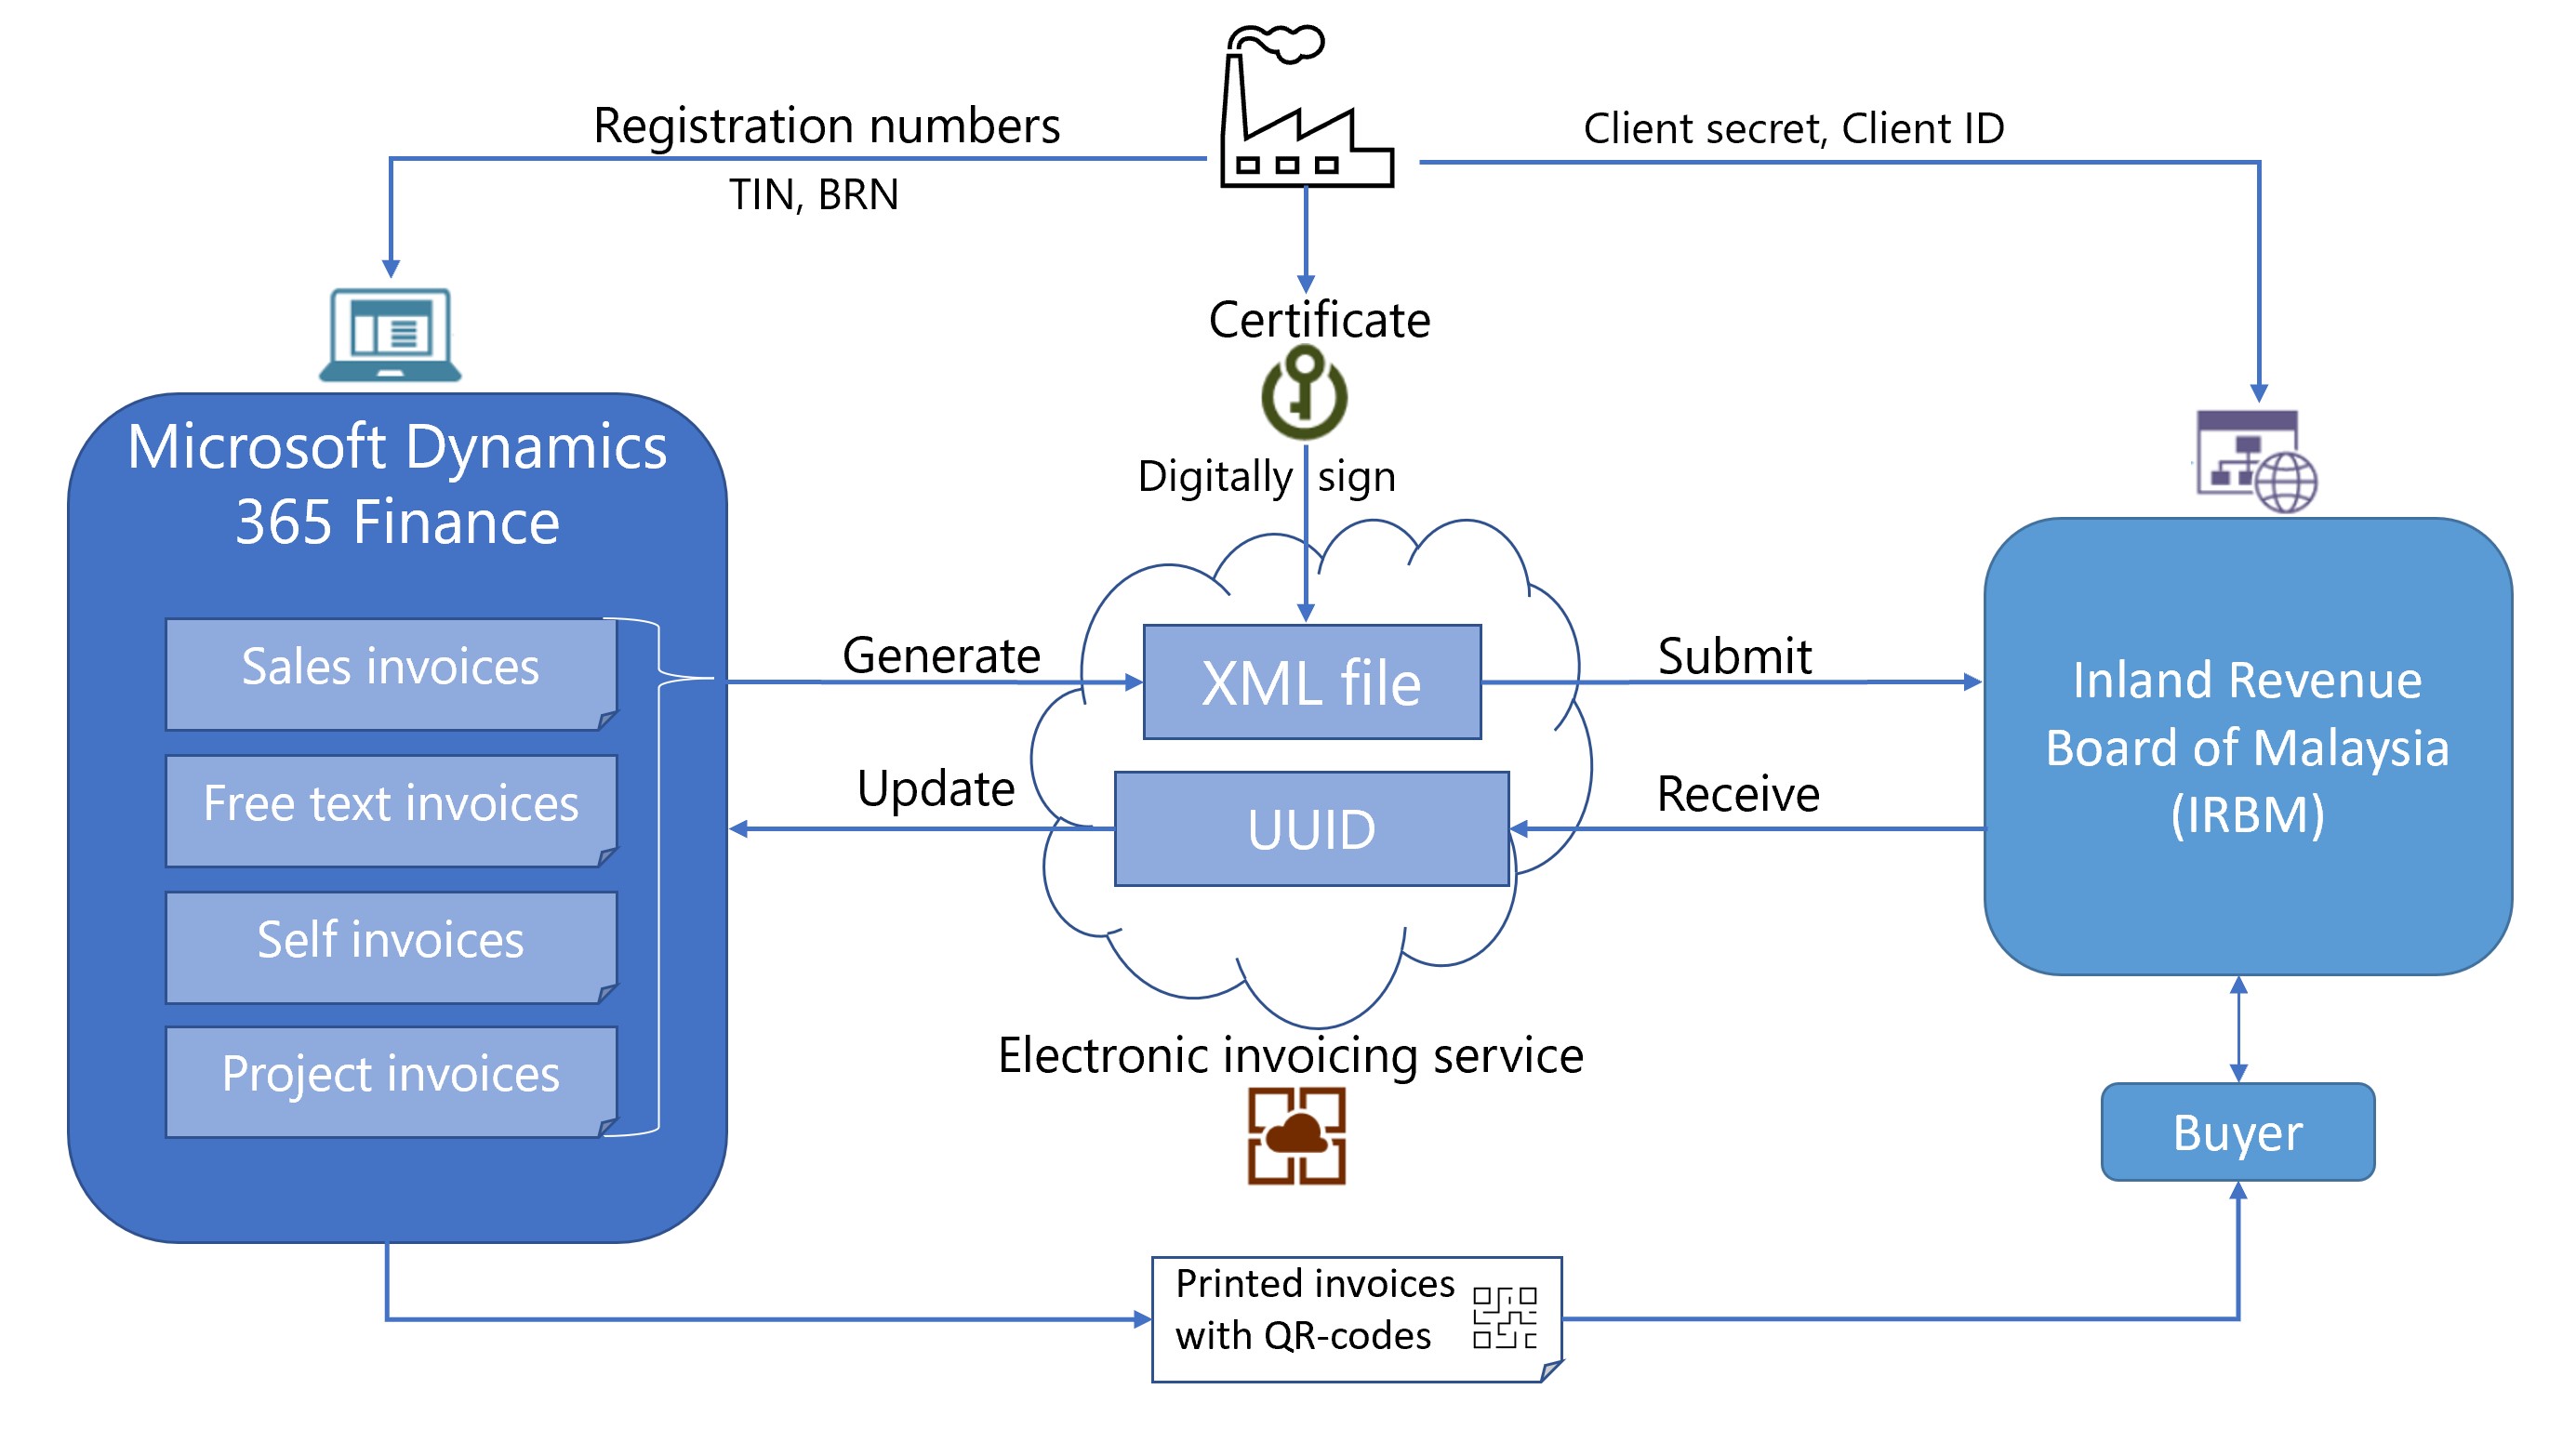 Registration numbers
TIN, BRN
Client secret, Client ID
Certificate
Digitally sign
Microsoft Dynamics
365 Finance
Sales invoices
Free text invoices
Self invoices
Project invoices
Generate
Update
XML file
UUID
Submit
Receive
Inland Revenue
Board of Malaysia
(IRBM)
Electronic invoicing service
Buyer
Printed invoices
with QR-codes